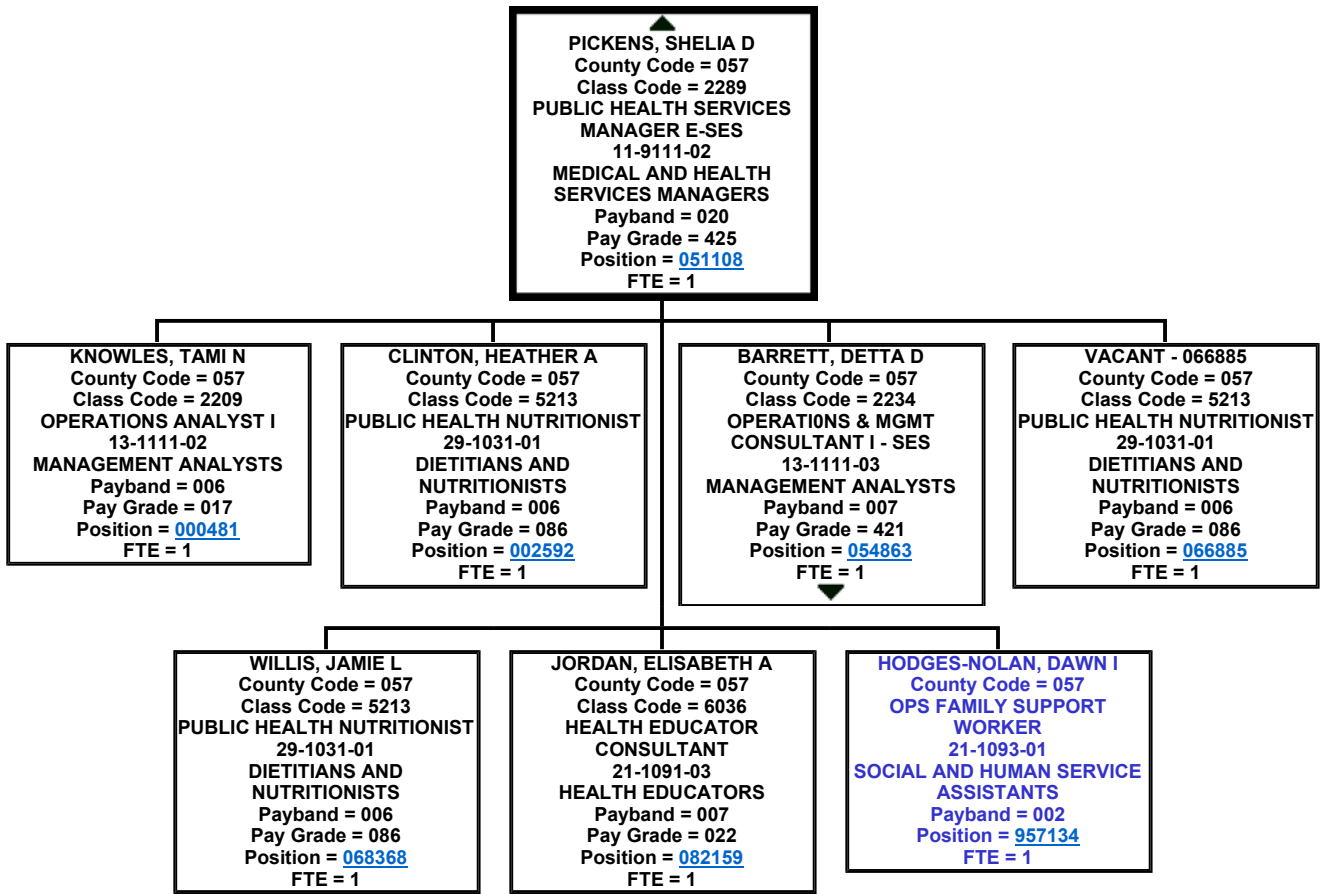 PICKENS, SHELIA D
County Code = 057
Class Code = 2289
PUBLIC HEALTH SERVICES
MANAGER E-SES
11-9111-02
MEDICAL AND HEALTH
SERVICES MANAGERS
Payband = 020
Pay Grade = 425
Position = 051108
FTE = 1
KNOWLES, TAMI N
County Code = 057
Class Code = 2209
OPERATIONS ANALYST I
13-1111-02
MANAGEMENT ANALYSTS
Payband = 006
Pay Grade = 017
Position = 000481
FTE = 1
CLINTON, HEATHER A
County Code = 057
Class Code = 5213
PUBLIC HEALTH NUTRITIONIST
29-1031-01
DIETITIANS AND
NUTRITIONISTS
Payband = 006
Pay Grade = 086
Position = 002592
FTE = 1
BARRETT, DETTA D
County Code = 057
Class Code = 2234
OPERATI0NS & MGMT
CONSULTANT I - SES
13-1111-03
MANAGEMENT ANALYSTS
Payband = 007
Pay Grade = 421
Position = 054863
FTE = 1
VACANT - 066885
County Code = 057
Class Code = 5213
PUBLIC HEALTH NUTRITIONIST
29-1031-01
DIETITIANS AND
NUTRITIONISTS
Payband = 006
Pay Grade = 086
Position = 066885
FTE = 1
WILLIS, JAMIE L
County Code = 057
Class Code = 5213
PUBLIC HEALTH NUTRITIONIST
29-1031-01
DIETITIANS AND
NUTRITIONISTS
Payband = 006
Pay Grade = 086
Position = 068368
FTE = 1
JORDAN, ELISABETH A
County Code = 057
Class Code = 6036
HEALTH EDUCATOR
CONSULTANT
21-1091-03
HEALTH EDUCATORS
Payband = 007
Pay Grade = 022
Position = 082159
FTE = 1
HODGES-NOLAN, DAWN I
County Code = 057
OPS FAMILY SUPPORT
WORKER
21-1093-01
SOCIAL AND HUMAN SERVICE
ASSISTANTS
Payband = 002
Position = 957134
FTE = 1